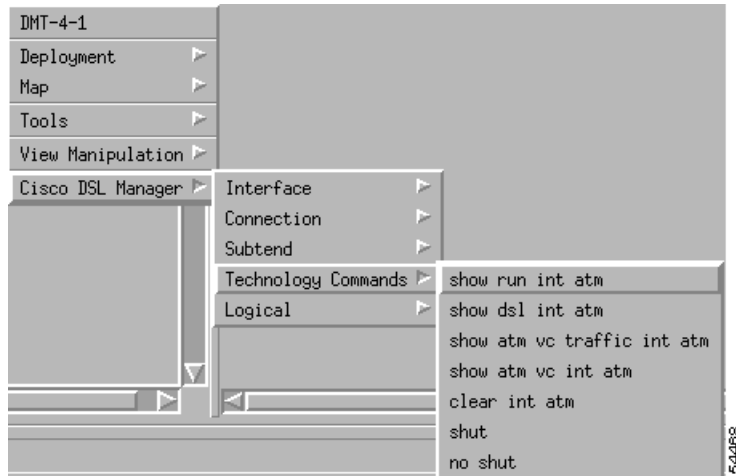 DMT-4-1
Deployment
Map
Tools
View Manipulation
Cisco DSL Manager
Interface
Connection
Subtend
Technology Commands
Logical
show run int atm
show dsl int atm
show atm vc traffic int atm
show atm vc int atm
clear int atm
shut
no shut
54469